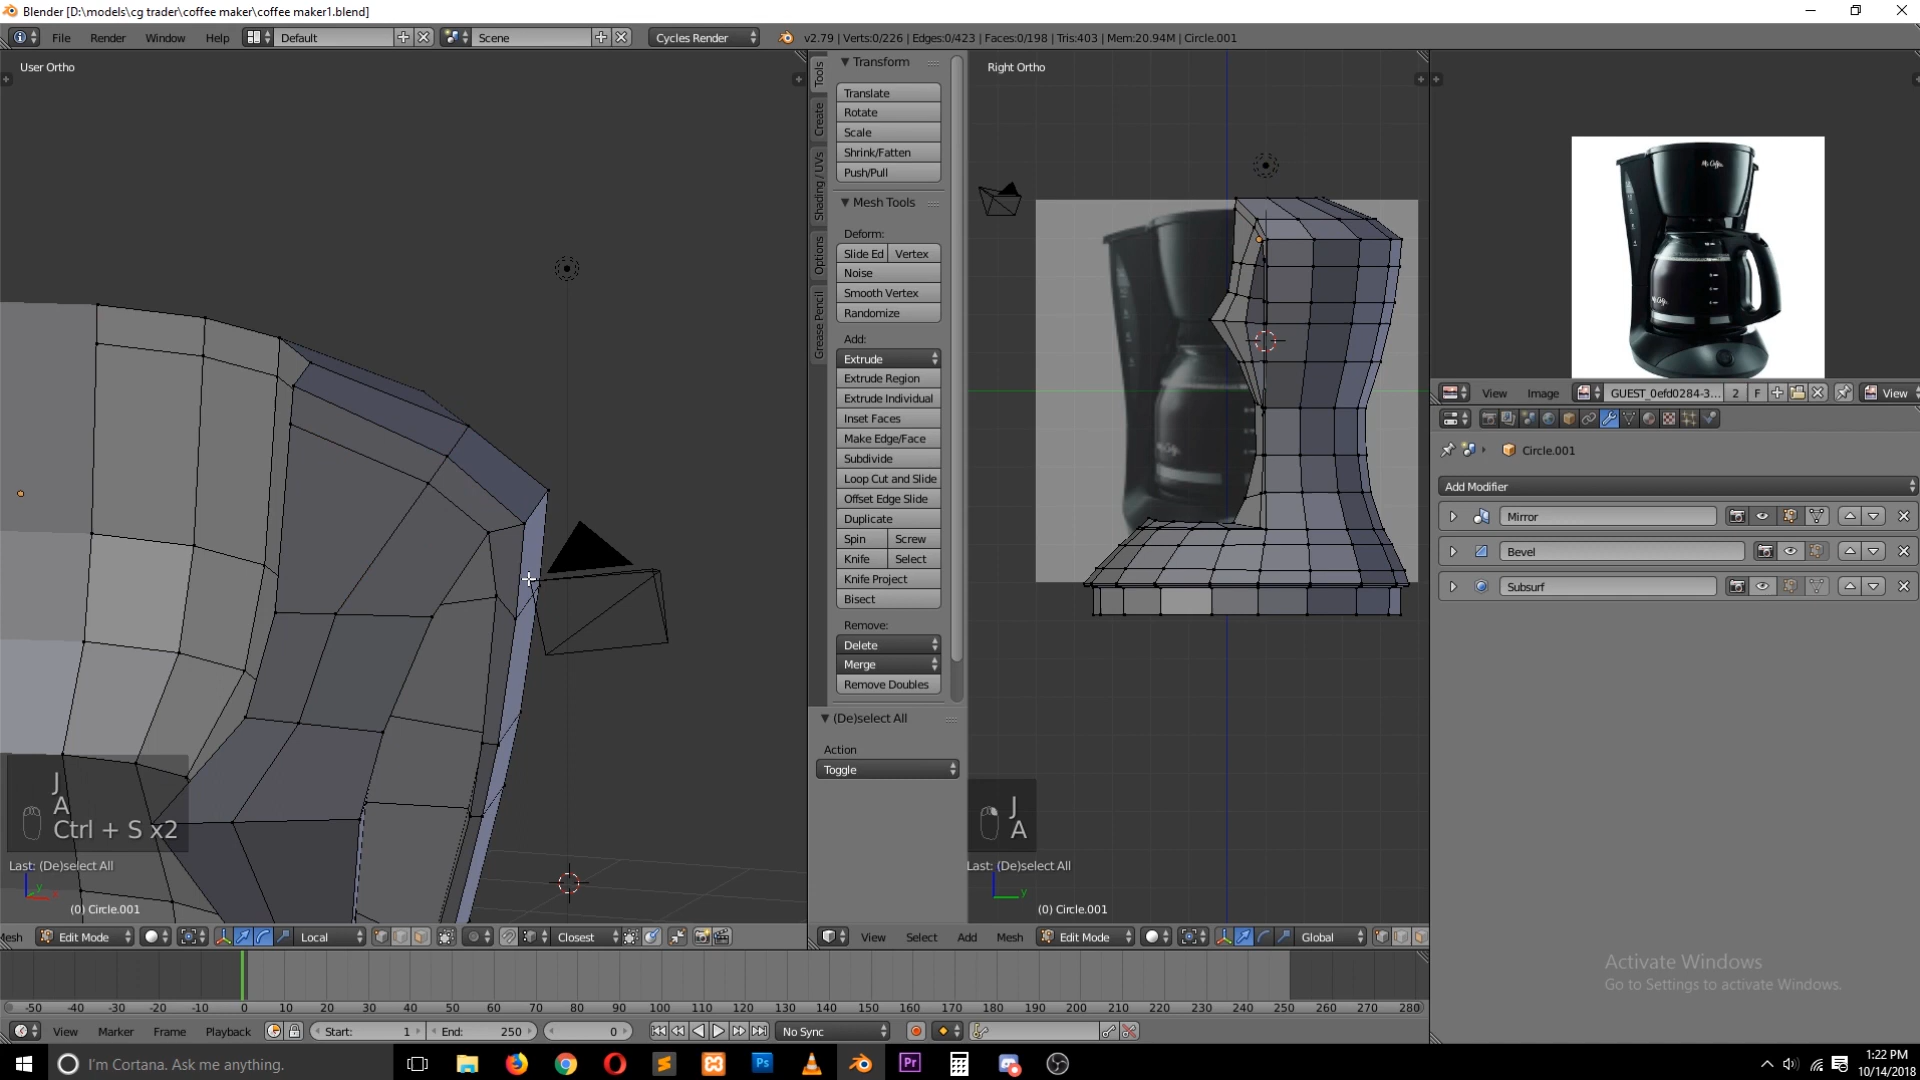 Blender [D:\models\cg trader\coffee maker\coffee maker1.blend]
File Render Window Help Default Scene Cycles Render v2.79 | Verts:0/226 | Edges:0/423 | Faces:0/198 | Tris:403 | Mem:20.94M | Circle.001
User Ortho
Tools
Create
Shading / UVs
Options
Grease Pencil
Transform
Translate
Rotate
Scale
Shrink/Fatten
Push/Pull
Mesh Tools
Deform:
Slide Ed Vertex
Noise
Smooth Vertex
Randomize
Add:
Extrude
Extrude Region
Extrude Individual
Inset Faces
Make Edge/Face
Subdivide
Loop Cut and Slide
Offset Edge Slide
Duplicate
Spin Screw
Knife Select
Knife Project
Bisect
Remove:
Delete
Merge
Remove Doubles
(De)select All
Action
Toggle
Right Ortho
J
A
Ctrl + S x2
Last: (De)select All
(0) Circle.001
J
A
Last: (De)select All
(0) Circle.001
View Image GUEST_0efd0284-3... 2 F View
Circle.001
Add Modifier
Mirror
Bevel
Subsurf
Mesh Edit Mode Local Closest
View Select Add Mesh Edit Mode Global
-50 -40 -30 -20 -10 0 10 20 30 40 50 60 70 80 90 100 110 120 130 140 150 160 170 180 190 200 210 220 230 240 250 260 270 280
View Marker Frame Playback Start: 1 End: 250 0 No Sync
Activate Windows
Go to Settings to activate Windows.
I'm Cortana. Ask me anything.
1:22 PM
10/14/2018